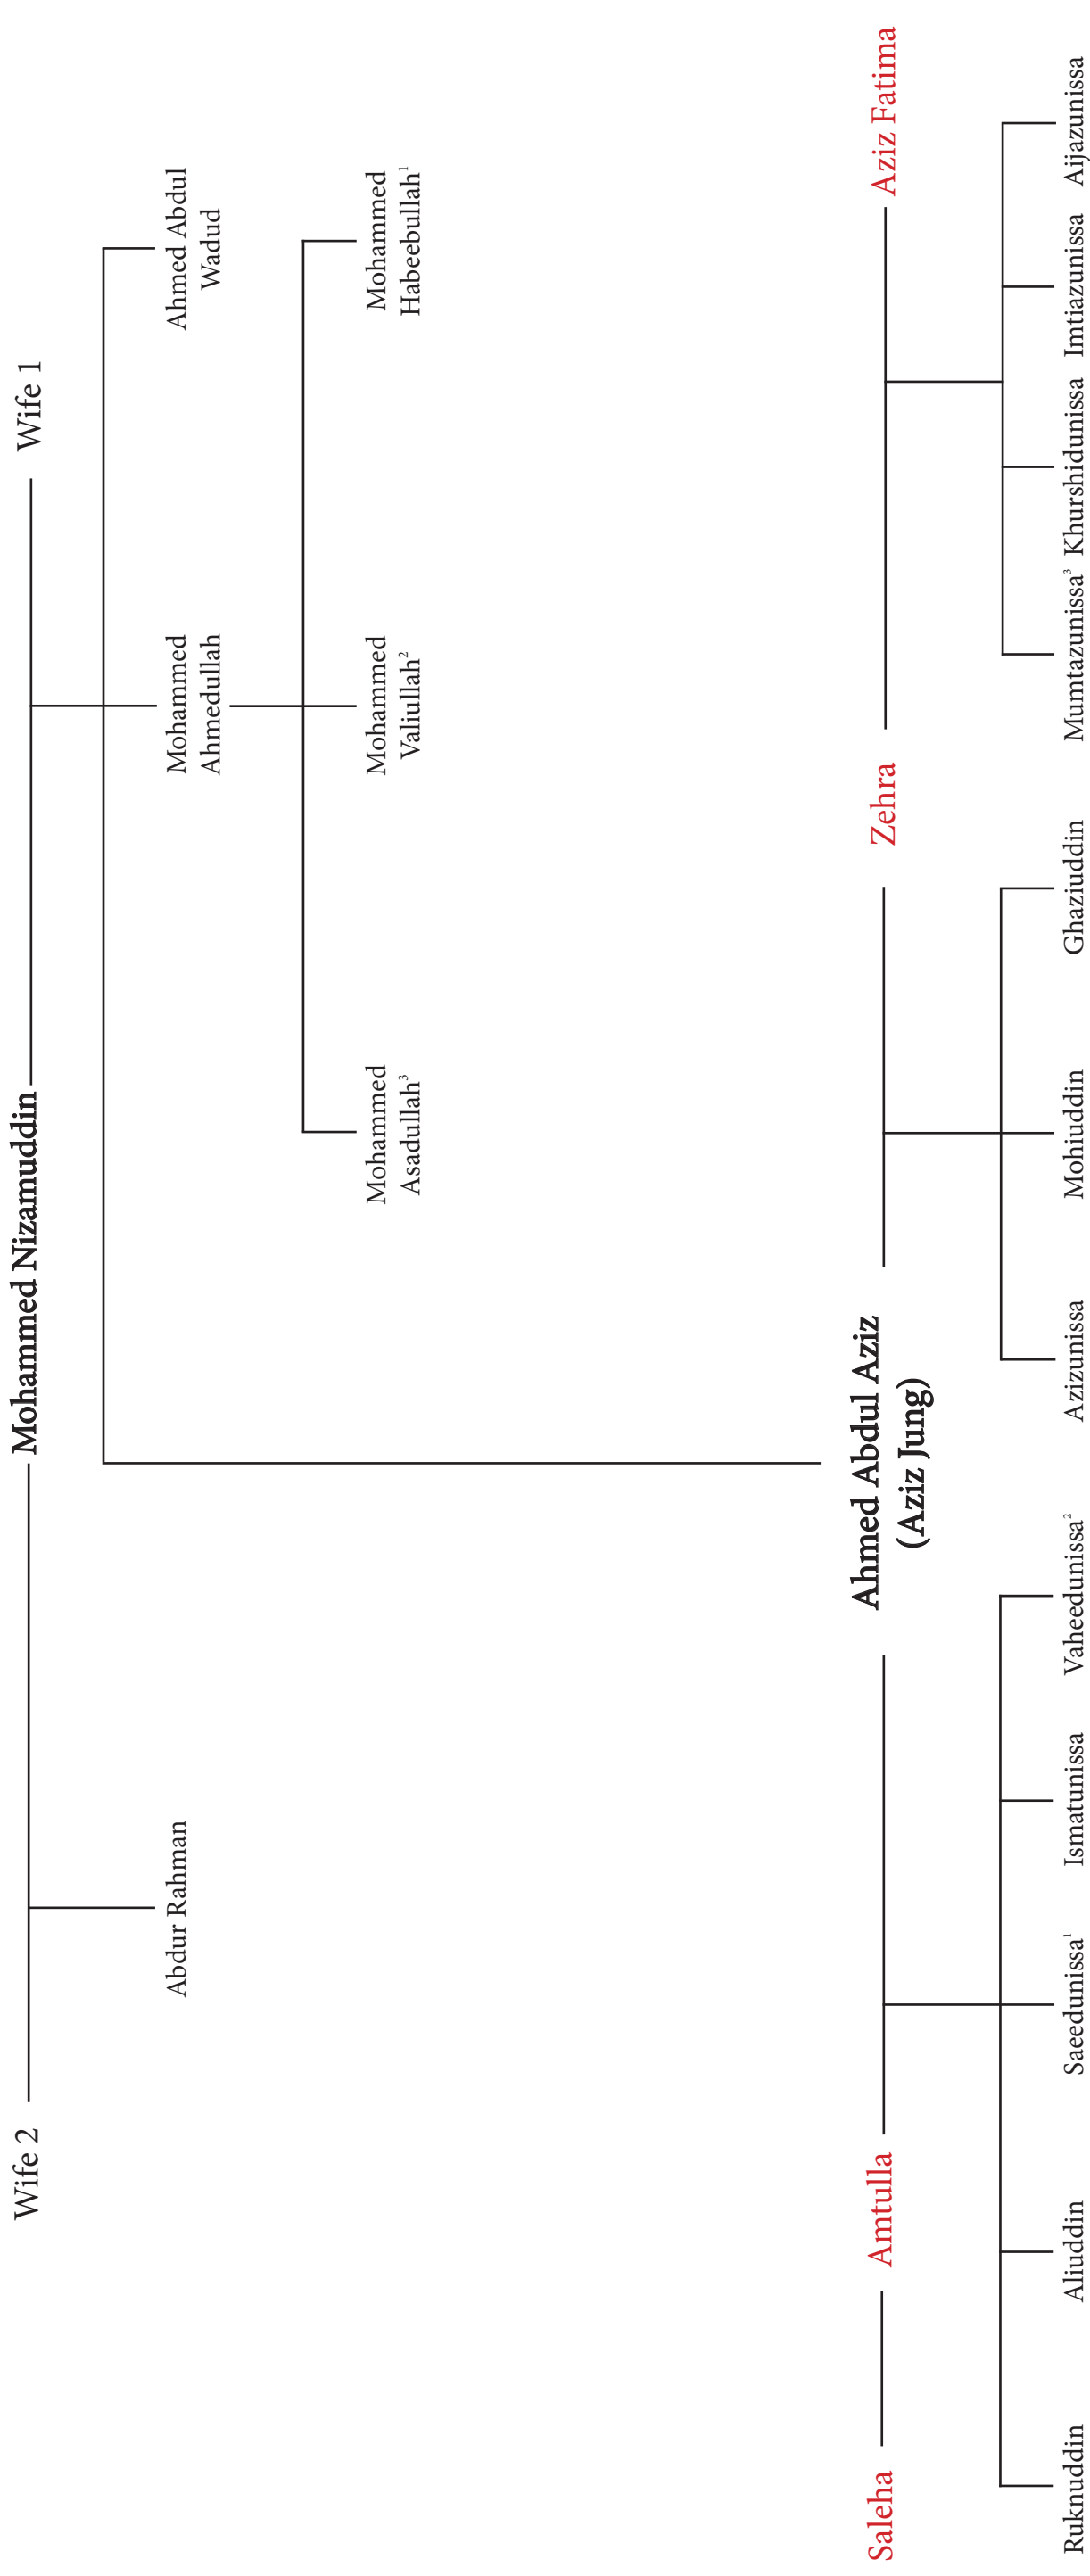 Wife 2
Mohammed Nizamuddin
Wife 1
Abdur Rahman
Mohammed
Ahmedullah
Ahmed Abdul
Wadud
Mohammed
Asadullah³
Mohammed
Valiullah²
Mohammed
Habeebullah¹
Saleha
Amtulla
Ahmed Abdul Aziz
(Aziz Jung)
Zehra
Aziz Fatima
Ruknuddin
Aliuddin
Saeedunissa¹
Ismatunissa
Vaheedunissa²
Azizunissa
Mohiuddin
Ghaziuddin
Mumtazunissa³
Khurshidunissa
Imtiazunissa
Aijazunissa